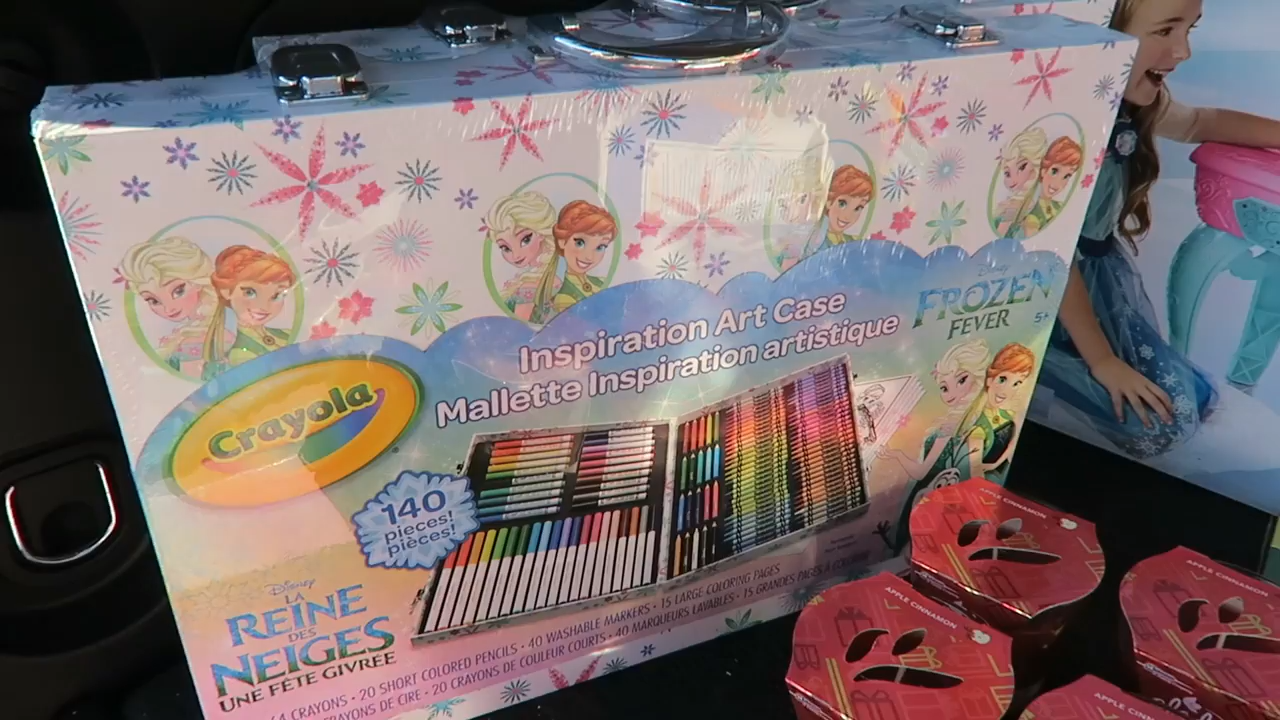 Inspiration Art Case
Mallette Inspiration artistique
Disney
FROZEN
FEVER
5+
Crayola
140
pieces!
pièces!
Disney
LA
REINE
DES
NEIGES
UNE FÊTE GIVRÉE
64 CRAYONS • 20 SHORT COLORED PENCILS • 40 WASHABLE MARKERS • 15 LARGE COLORING PAGES
CRAYONS DE CIRE • 20 CRAYONS DE COULEUR COURTS • 40 MARQUEURS LAVABLES • 15 GRANDES PAGES À
APPLE CINNAMON
APPLE CINNAMON
APPLE CINNAMON
APPLE CINN